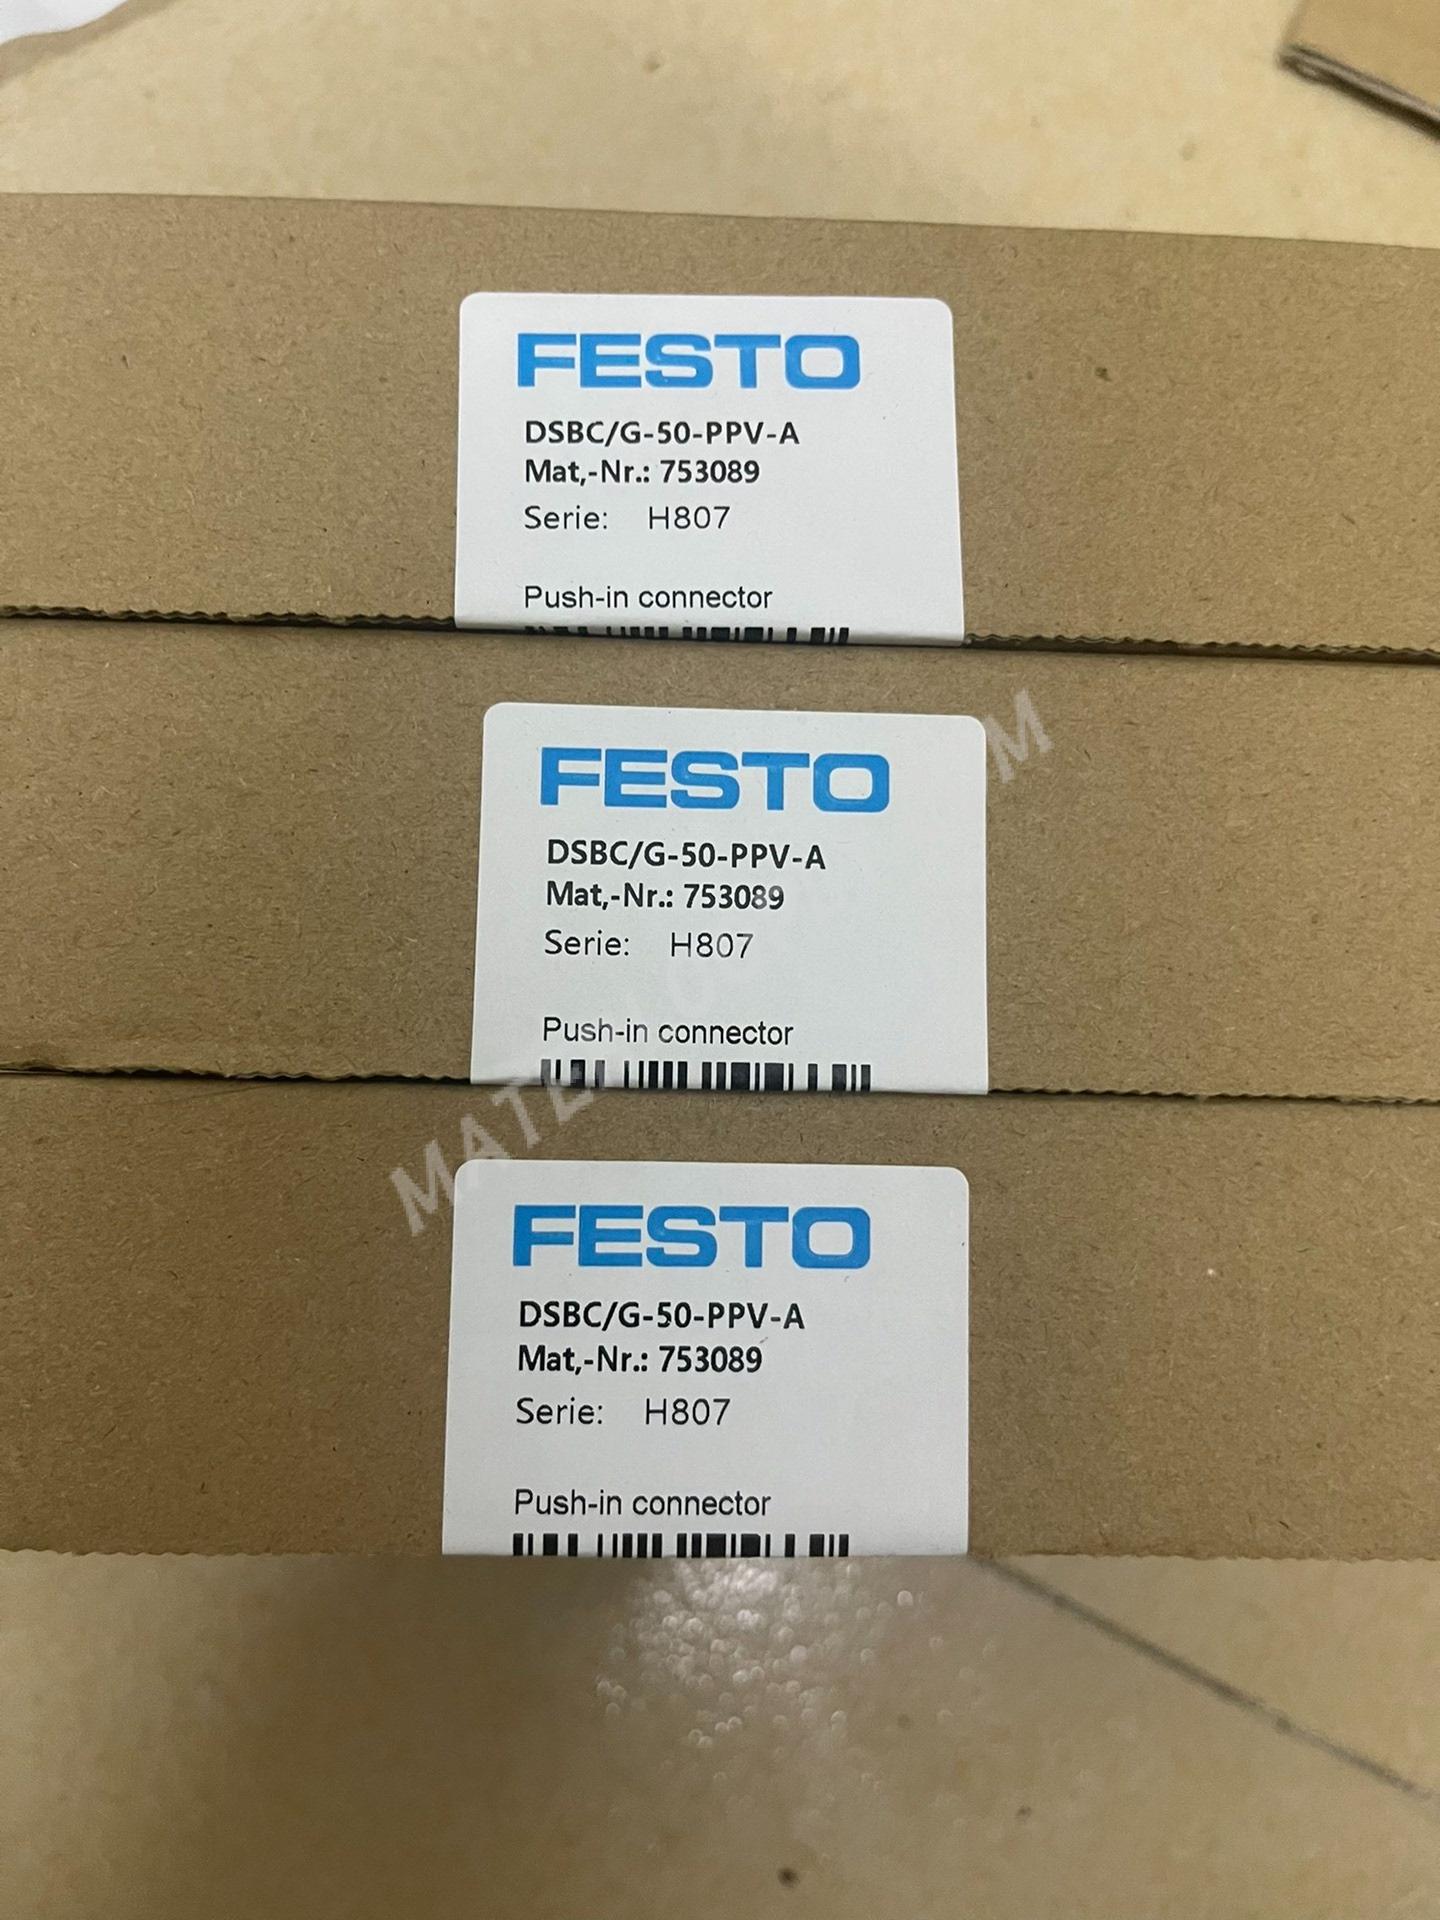 FESTO
DSBC/G-50-PPV-A
Mat,-Nr.: 753089
Serie: H807
Push-in connector
FESTO
DSBC/G-50-PPV-A
Mat,-Nr.: 753089
Serie: H807
Push-in connector
FESTO
DSBC/G-50-PPV-A
Mat,-Nr.: 753089
Serie: H807
Push-in connector